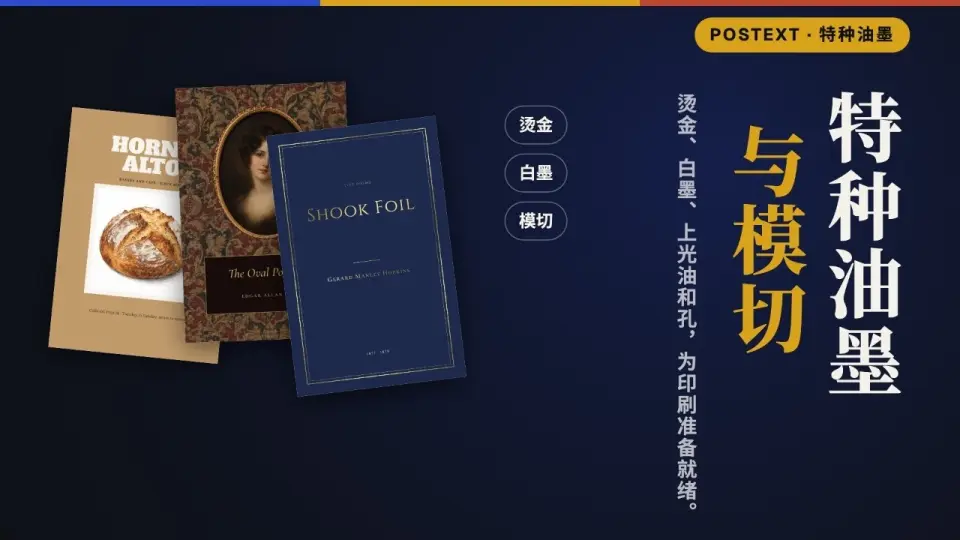 POSTEXT · 特种油墨
特种油墨
与模切
烫金、白墨、上光油和孔，为印刷准备就绪。
烫金
白墨
模切
HORN
ALTO
The Oval Po
EDGAR ALLAN
SHOOK FOIL
GERARD MANLEY HOPKINS